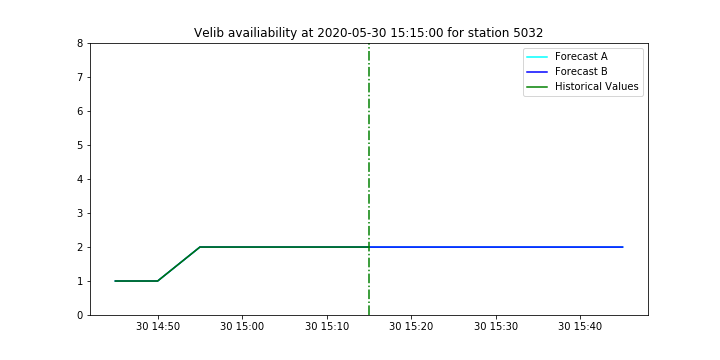 Velib availiability at 2020-05-30 15:15:00 for station 5032
8
7
6
5
4
3
2
1
0
Forecast A
Forecast B
Historical Values
30 14:50 30 15:00 30 15:10 30 15:20 30 15:30 30 15:40